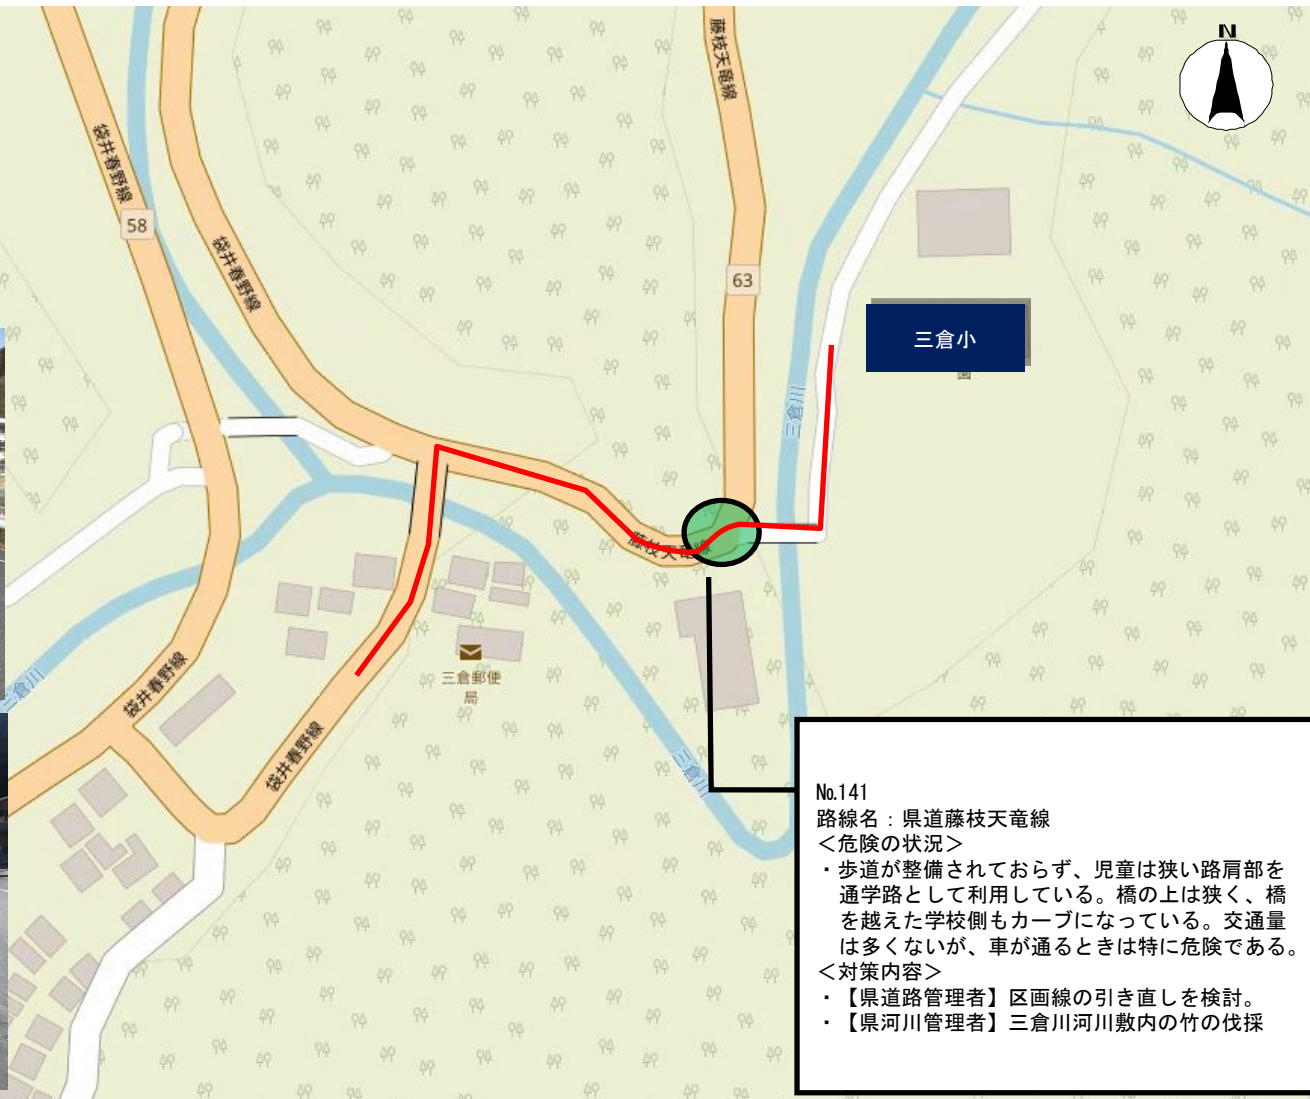 N
藤枝天竜線
袋井春野線
58
袋井春野線
63
三倉小
園
三倉川
藤枝天竜線
三倉郵便
局
三倉川
袋井春野線
袋井春野線
三倉川
No.141
路線名：県道藤枝天竜線
＜危険の状況＞
・歩道が整備されておらず、児童は狭い路肩部を
通学路として利用している。橋の上は狭く、橋
を越えた学校側もカーブになっている。交通量
は多くないが、車が通るときは特に危険である。
＜対策内容＞
・【県道路管理者】区画線の引き直しを検討。
・【県河川管理者】三倉川河川敷内の竹の伐採